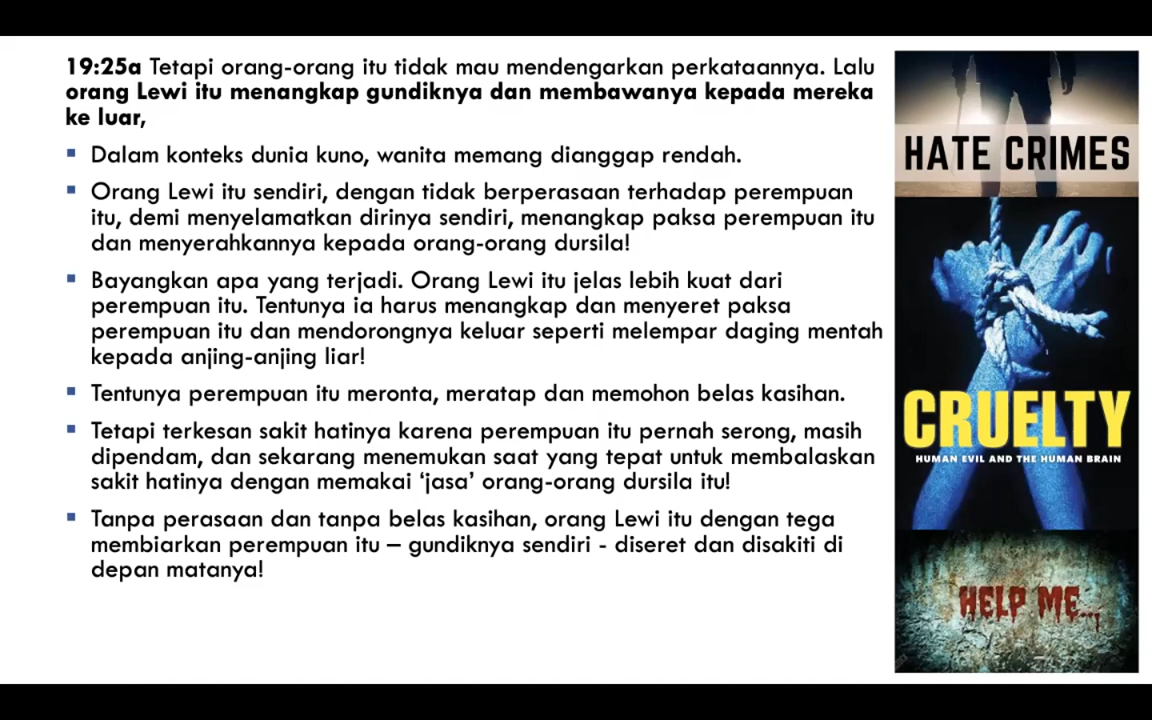 19:25a Tetapi orang-orang itu tidak mau mendengarkan perkataannya. Lalu
orang Lewi itu menangkap gundiknya dan membawanya kepada mereka
ke luar,
▪ Dalam konteks dunia kuno, wanita memang dianggap rendah.
▪ Orang Lewi itu sendiri, dengan tidak berperasaan terhadap perempuan
itu, demi menyelamatkan dirinya sendiri, menangkap paksa perempuan itu
dan menyerahkannya kepada orang-orang dursila!
▪ Bayangkan apa yang terjadi. Orang Lewi itu jelas lebih kuat dari
perempuan itu. Tentunya ia harus menangkap dan menyeret paksa
perempuan itu dan mendorongnya keluar seperti melempar daging mentah
kepada anjing-anjing liar!
▪ Tentunya perempuan itu meronta, meratap dan memohon belas kasihan.
▪ Tetapi terkesan sakit hatinya karena perempuan itu pernah serong, masih
dipendam, dan sekarang menemukan saat yang tepat untuk membalaskan
sakit hatinya dengan memakai ‘jasa’ orang-orang dursila itu!
▪ Tanpa perasaan dan tanpa belas kasihan, orang Lewi itu dengan tega
membiarkan perempuan itu – gundiknya sendiri - diseret dan disakiti di
depan matanya!
HATE CRIMES
CRUELTY
HUMAN EVIL AND THE HUMAN BRAIN
HELP ME...